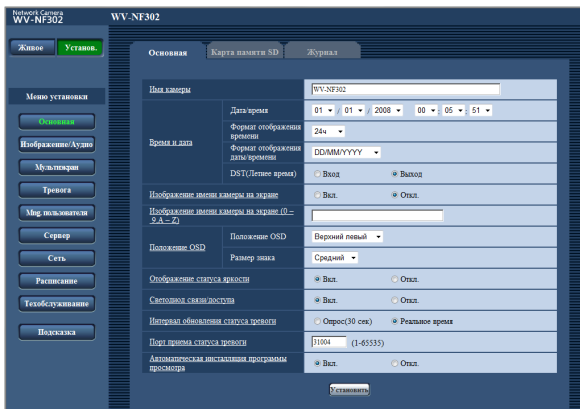 Network Camera
WV-NF302
WV-NF302
Живое Установ.
Основная Карта памяти SD Журнал
Меню установки
Основная
Изображение/Аудио
Мультиэкран
Тревога
Mng. пользователя
Сервер
Сеть
Расписание
Техобслуживание
Подсказка
Имя камеры WV-NF302
Время и дата
Дата/время 01 / 01 / 2008 00 : 05 : 51
Формат отображения времени 24ч
Формат отображения даты/времени DD/MM/YYYY
DST(Летнее время) Вход Выход
Изображение имени камеры на экране Вкл. Откл.
Изображение имени камеры на экране (0 – 9 A – Z)
Положение OSD
Положение OSD Верхний левый
Размер знака Средний
Отображение статуса яркости Вкл. Откл.
Светодиод связи/доступа Вкл. Откл.
Интервал обновления статуса тревоги Опрос(30 сек) Реальное время
Порт приема статуса тревоги 31004 (1-65535)
Автоматическая инсталляция программы просмотра Вкл. Откл.
Установить